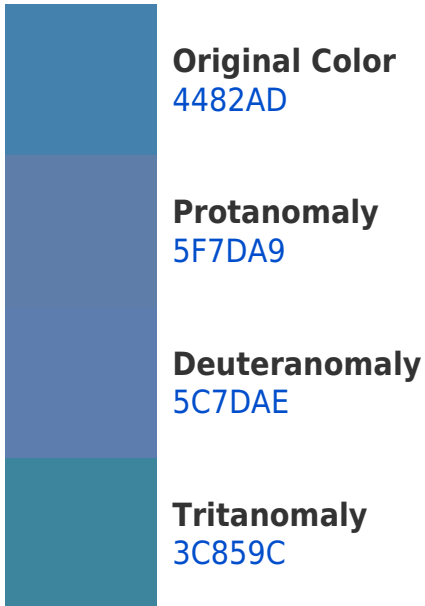 Original Color
4482AD
Protanomaly
5F7DA9
Deuteranomaly
5C7DAE
Tritanomaly
3C859C